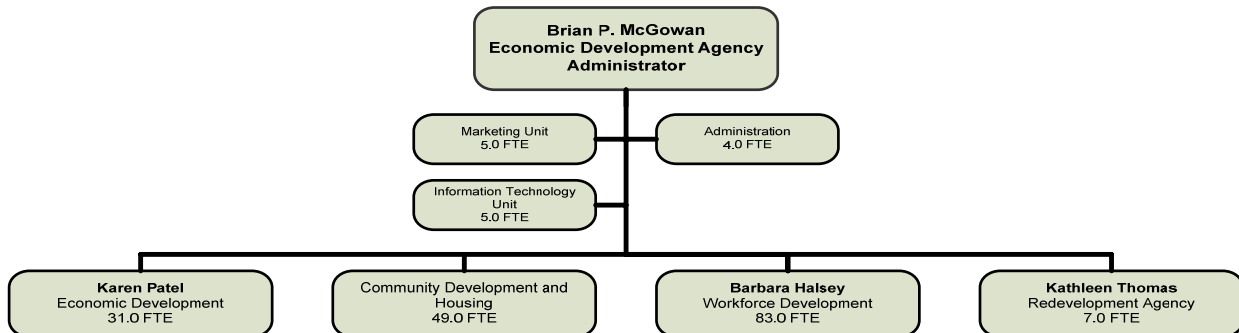 Brian P. McGowan
Economic Development Agency
Administrator
Marketing Unit
5.0 FTE
Administration
4.0 FTE
Information Technology
Unit
5.0 FTE
Karen Patel
Economic Development
31.0 FTE
Community Development and
Housing
49.0 FTE
Barbara Halsey
Workforce Development
83.0 FTE
Kathleen Thomas
Redevelopment Agency
7.0 FTE